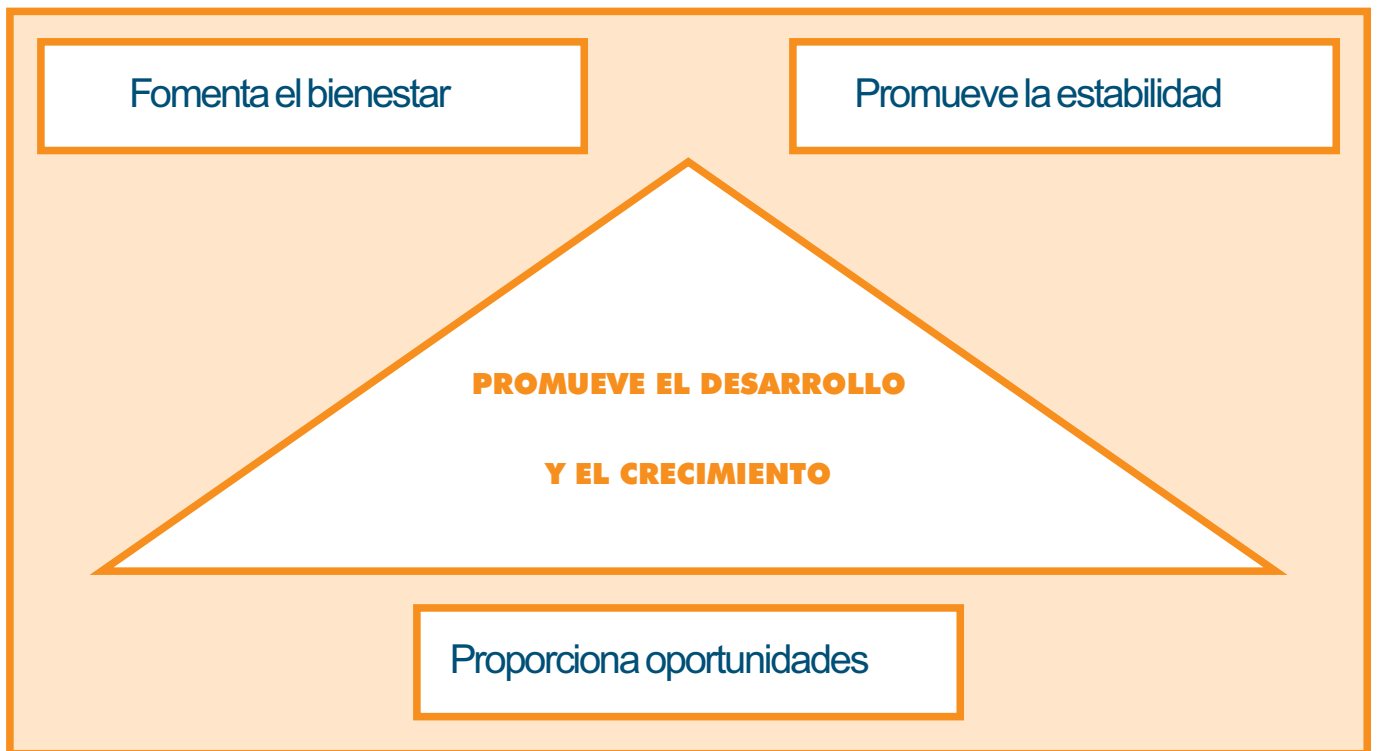 Fomenta el bienestar
Promueve la estabilidad
PROMUEVE EL DESARROLLO
Y EL CRECIMIENTO
Proporciona oportunidades